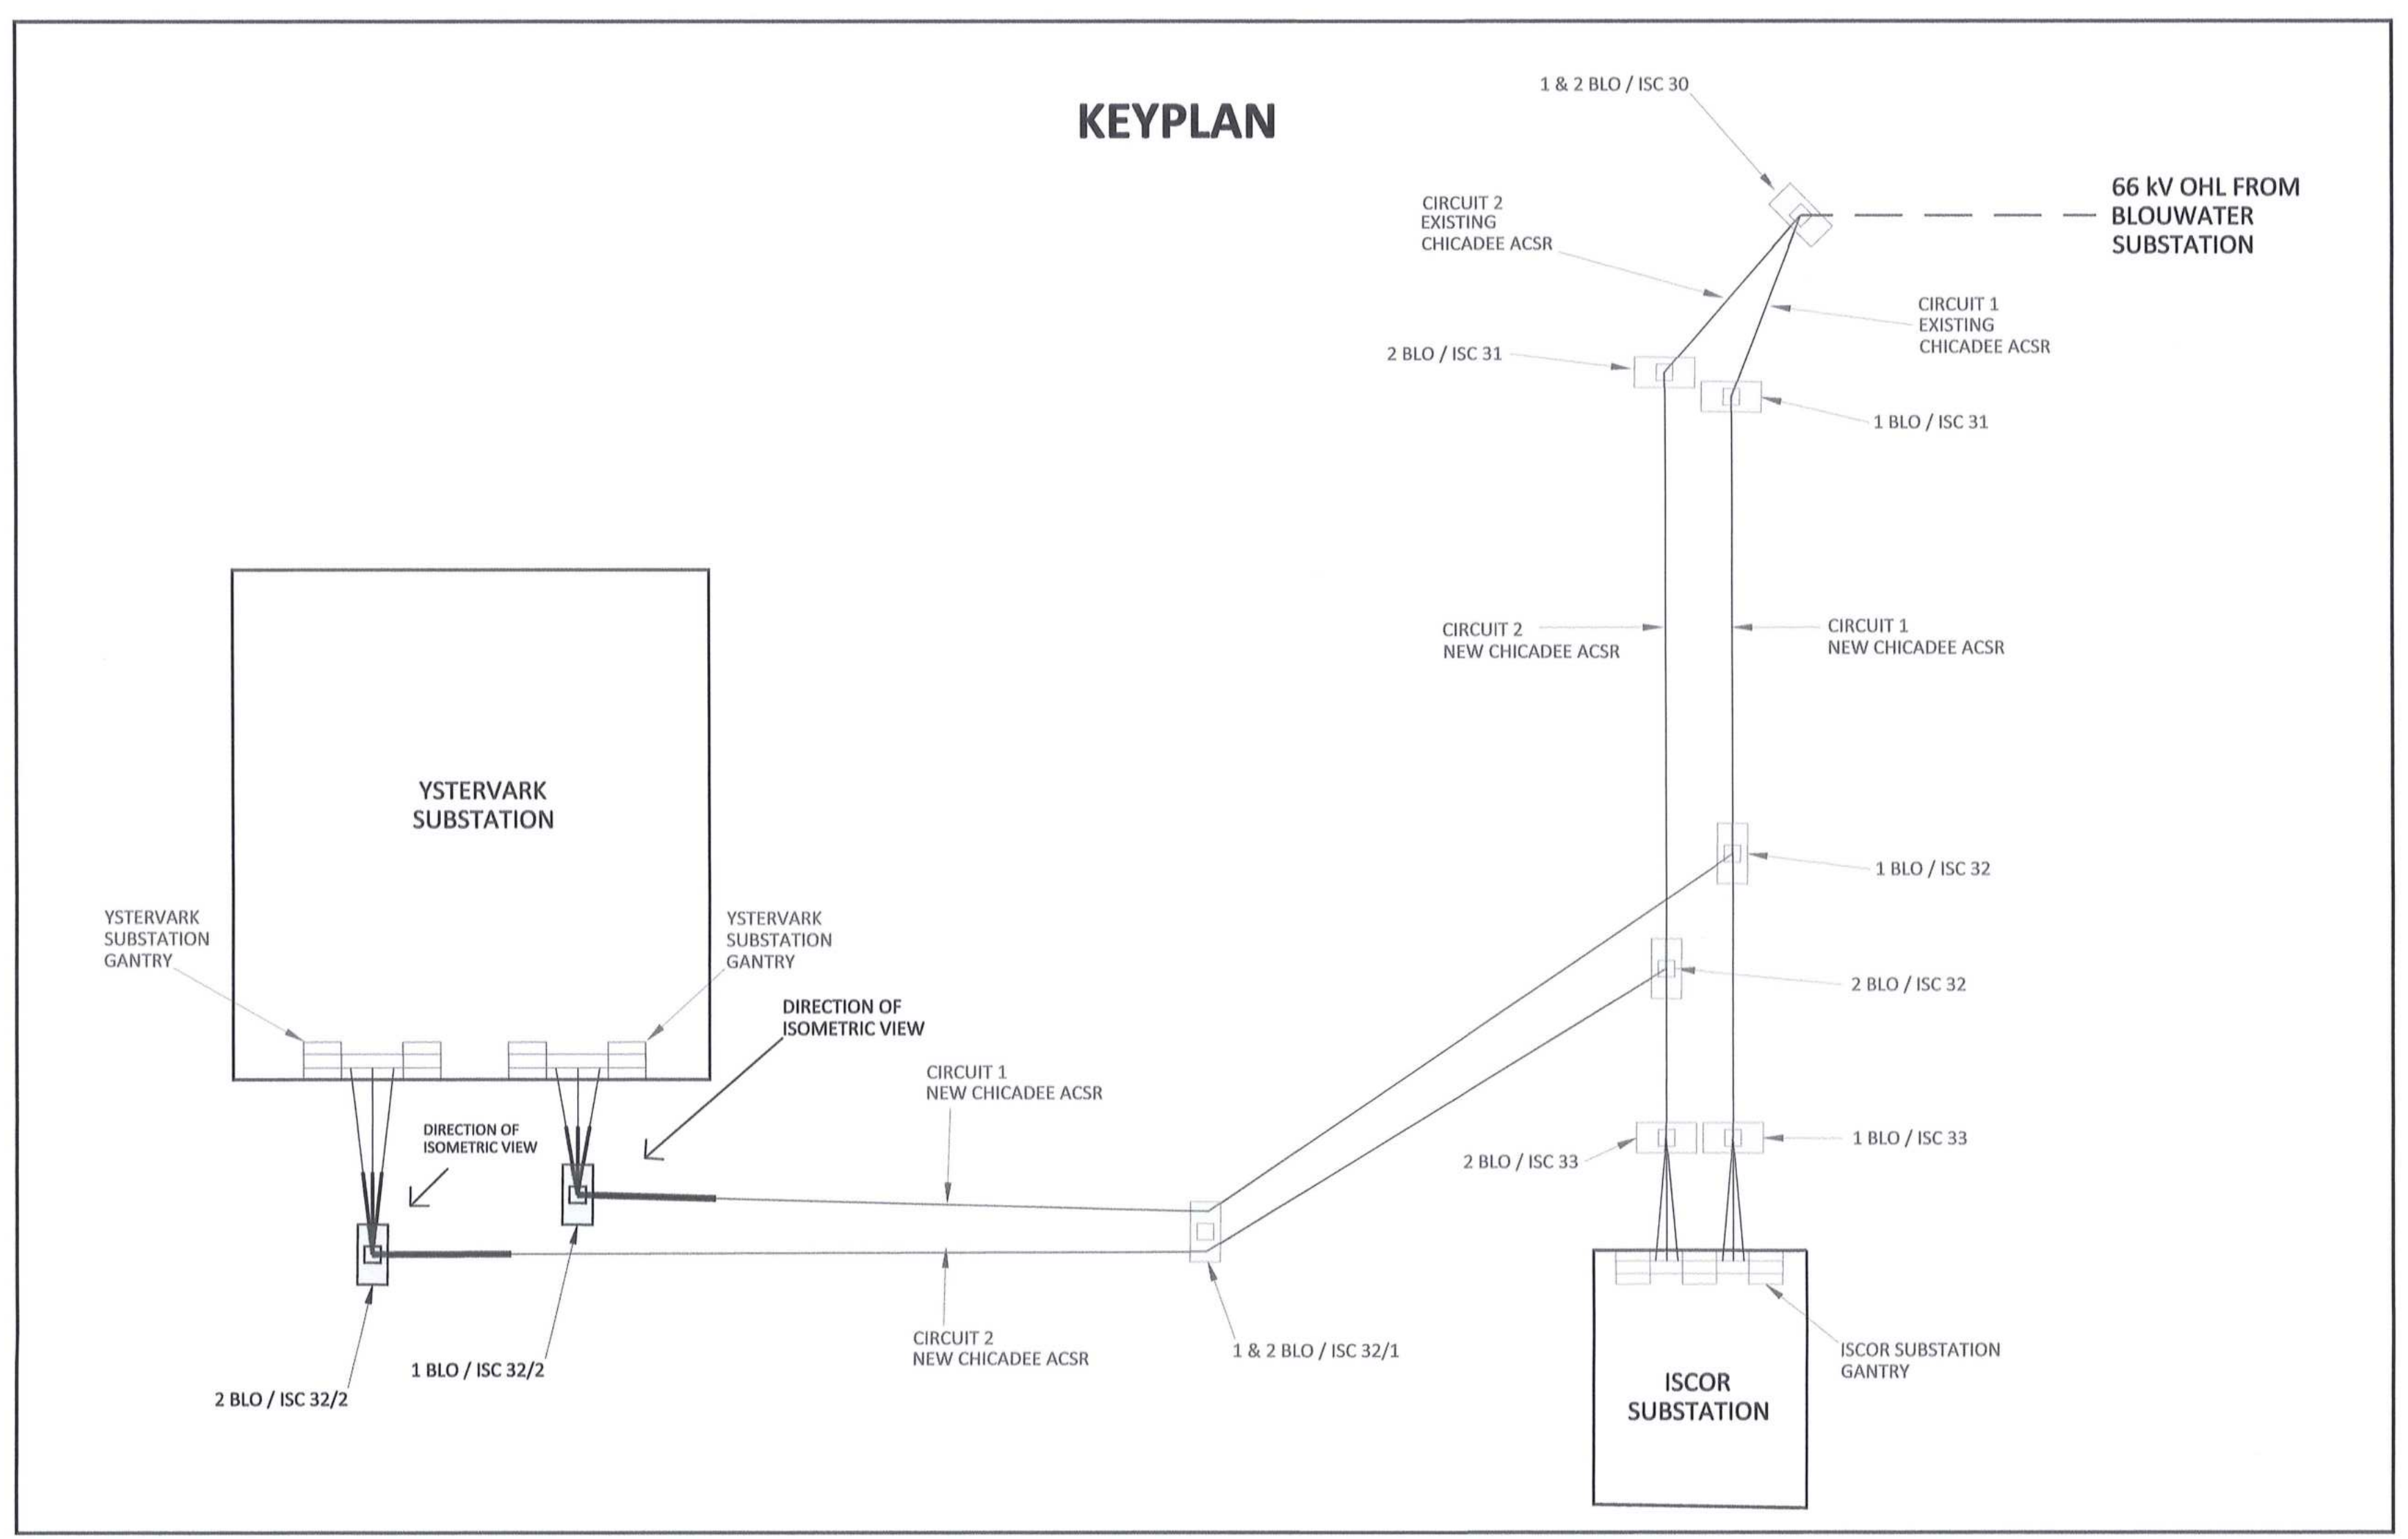 KEYPLAN
1 & 2 BLO / ISC 30
66 kV OHL FROM
BLOUWATER
SUBSTATION
CIRCUIT 2
EXISTING
CHICADEE ACSR
CIRCUIT 1
EXISTING
CHICADEE ACSR
2 BLO / ISC 31
1 BLO / ISC 31
CIRCUIT 2
NEW CHICADEE ACSR
CIRCUIT 1
NEW CHICADEE ACSR
YSTERVARK
SUBSTATION
1 BLO / ISC 32
YSTERVARK
SUBSTATION
GANTRY
YSTERVARK
SUBSTATION
GANTRY
2 BLO / ISC 32
DIRECTION OF
ISOMETRIC VIEW
CIRCUIT 1
NEW CHICADEE ACSR
DIRECTION OF
ISOMETRIC VIEW
2 BLO / ISC 33
1 BLO / ISC 33
CIRCUIT 2
NEW CHICADEE ACSR
1 & 2 BLO / ISC 32/1
ISCOR SUBSTATION
GANTRY
1 BLO / ISC 32/2
2 BLO / ISC 32/2
ISCOR
SUBSTATION